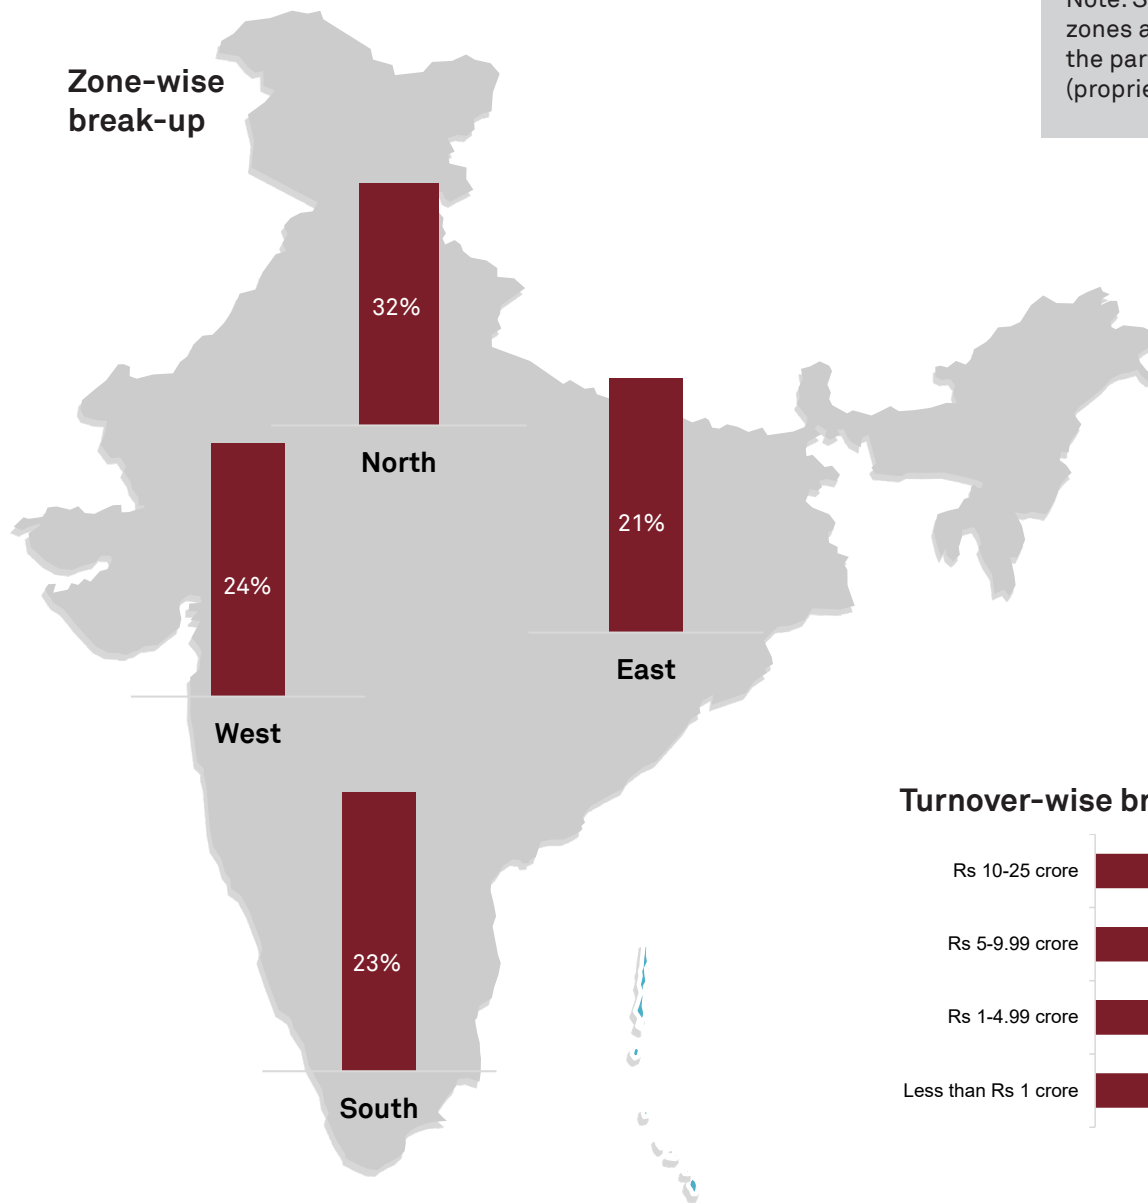 Note: S
zones a
the par
(proprie
Zone-wise
break-up
32%
North
21%
East
24%
West
23%
South
Turnover-wise br
Rs 10-25 crore
Rs 5-9.99 crore
Rs 1-4.99 crore
Less than Rs 1 crore